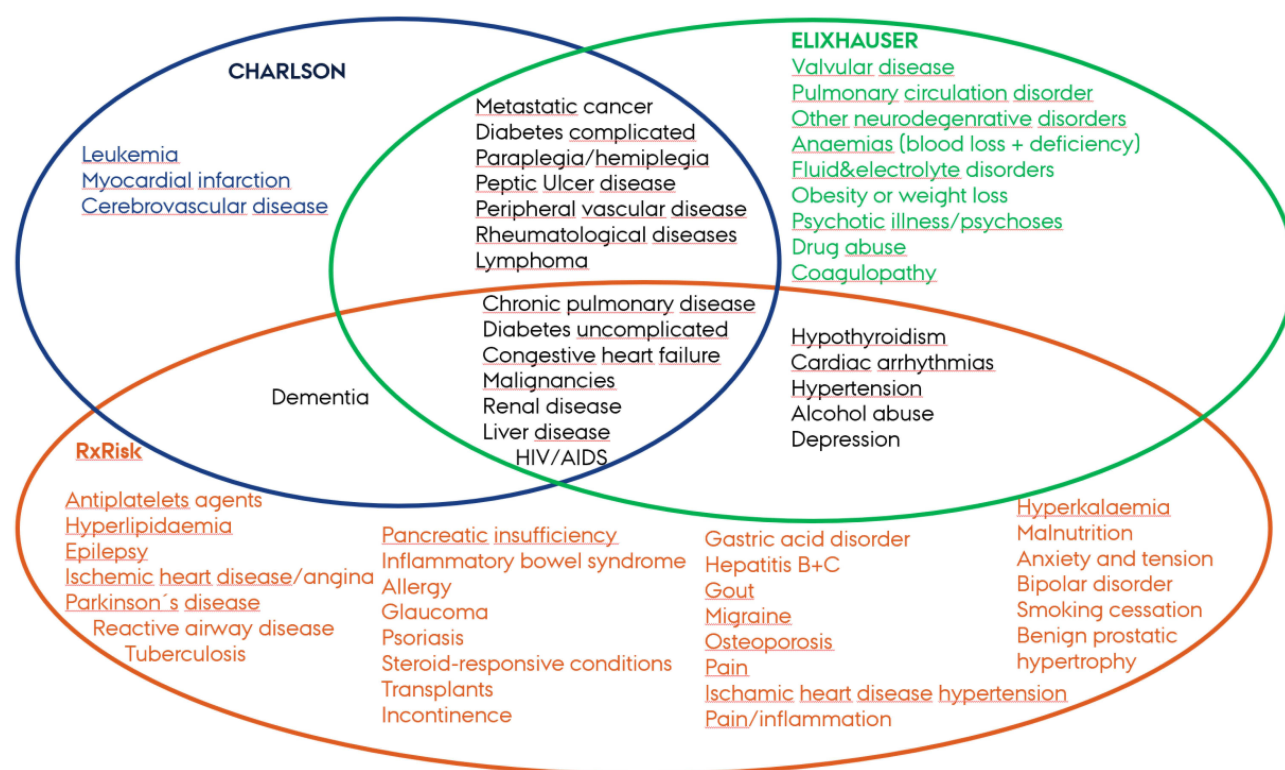 CHARLSON
Leukemia
Myocardial infarction
Cerebrovascular disease
Metastatic cancer
Diabetes complicated
Paraplegia/hemiplegia
Peptic Ulcer disease
Peripheral vascular disease
Rheumatological diseases
Lymphoma
ELIXHAUSER
Valvular disease
Pulmonary circulation disorder
Other neurodegenrative disorders
Anaemias (blood loss + deficiency)
Fluid&electrolyte disorders
Obesity or weight loss
Psychotic illness/psychoses
Drug abuse
Coagulopathy
Dementia
Chronic pulmonary disease
Diabetes uncomplicated
Congestive heart failure
Malignancies
Renal disease
Liver disease
HIV/AIDS
Hypothyroidism
Cardiac arrhythmias
Hypertension
Alcohol abuse
Depression
RxRisk
Antiplatelets agents
Hyperlipidaemia
Epilepsy
Ischemic heart disease/angina
Parkinson´s disease
Reactive airway disease
Tuberculosis
Pancreatic insufficiency
Inflammatory bowel syndrome
Allergy
Glaucoma
Psoriasis
Steroid-responsive conditions
Transplants
Incontinence
Gastric acid disorder
Hepatitis B+C
Gout
Migraine
Osteoporosis
Pain
Ischamic heart disease hypertension
Pain/inflammation
Hyperkalaemia
Malnutrition
Anxiety and tension
Bipolar disorder
Smoking cessation
Benign prostatic
hypertrophy